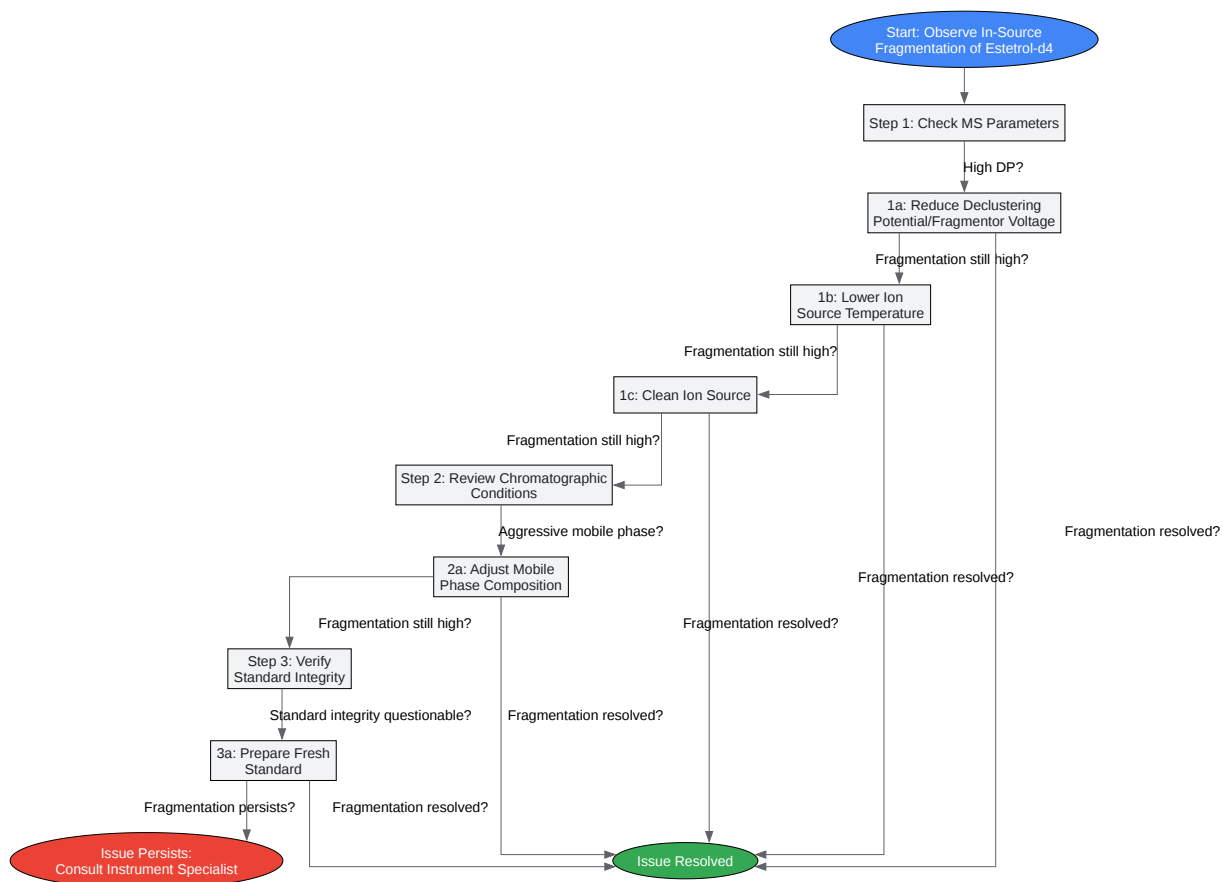 Start: Observe In-Source
Fragmentation of Estetrol-d4
Step 1: Check MS Parameters
High DP?
1a: Reduce Declustering
Potential/Fragmentor Voltage
Fragmentation still high?
1b: Lower Ion
Source Temperature
Fragmentation still high?
1c: Clean Ion Source
Fragmentation still high?
Step 2: Review Chromatographic
Conditions
Aggressive mobile phase?
Fragmentation resolved?
2a: Adjust Mobile
Phase Composition
Fragmentation resolved?
Fragmentation still high?
Fragmentation resolved?
Step 3: Verify
Standard Integrity
Standard integrity questionable?
Fragmentation resolved?
3a: Prepare Fresh
Standard
Fragmentation persists?
Fragmentation resolved?
Issue Persists:
Consult Instrument Specialist
Issue Resolved